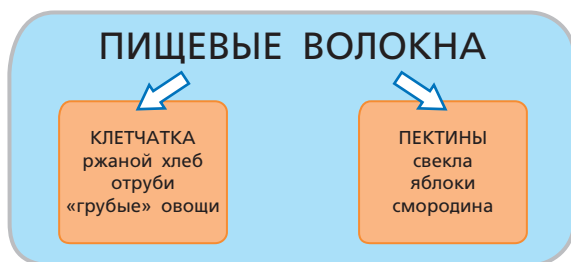 ПИЩЕВЫЕ ВОЛОКНА
КЛЕТЧАТКА
ржаной хлеб
отруби
«грубые» овощи
ПЕКТИНЫ
свекла
яблоки
смородина